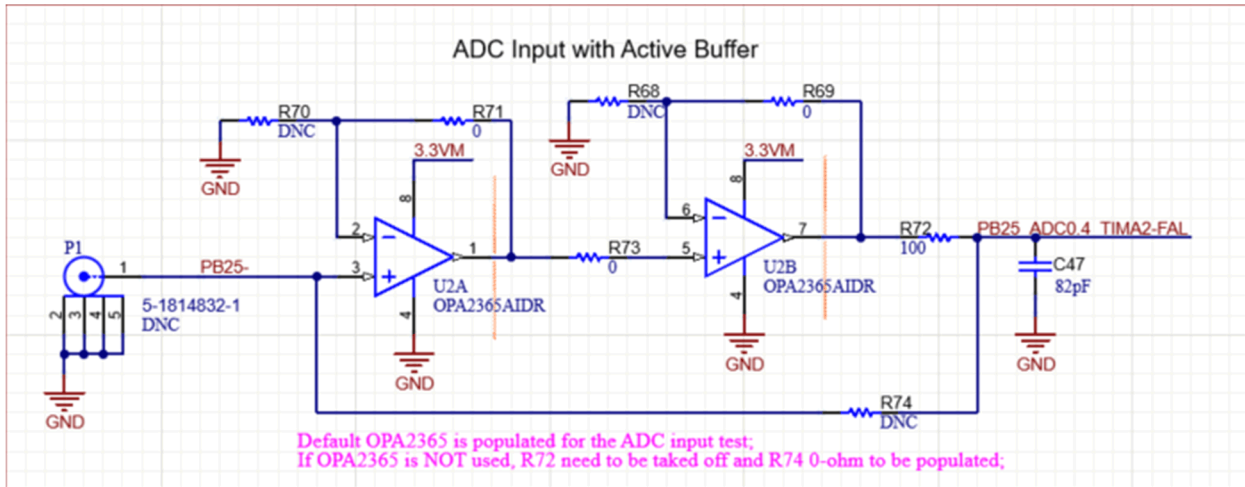 ADC Input with Active Buffer
R68
DNC
R69
0
R70
DNC
R71
0
3.3VM
3.3VM
GND
GND
8
8
2
6
P1
1
PB25-
3
1
R73
0
5
7
R72
100
PB25_ADC0.4_TIMA2-FAL
5-1814832-1
DNC
U2A
OPA2365AIDR
U2B
OPA2365AIDR
C47
82pF
2
3
4
5
4
4
GND
GND
GND
GND
R74
DNC
Default OPA2365 is populated for the ADC input test;
If OPA2365 is NOT used, R72 need to be taked off and R74 0-ohm to be populated;